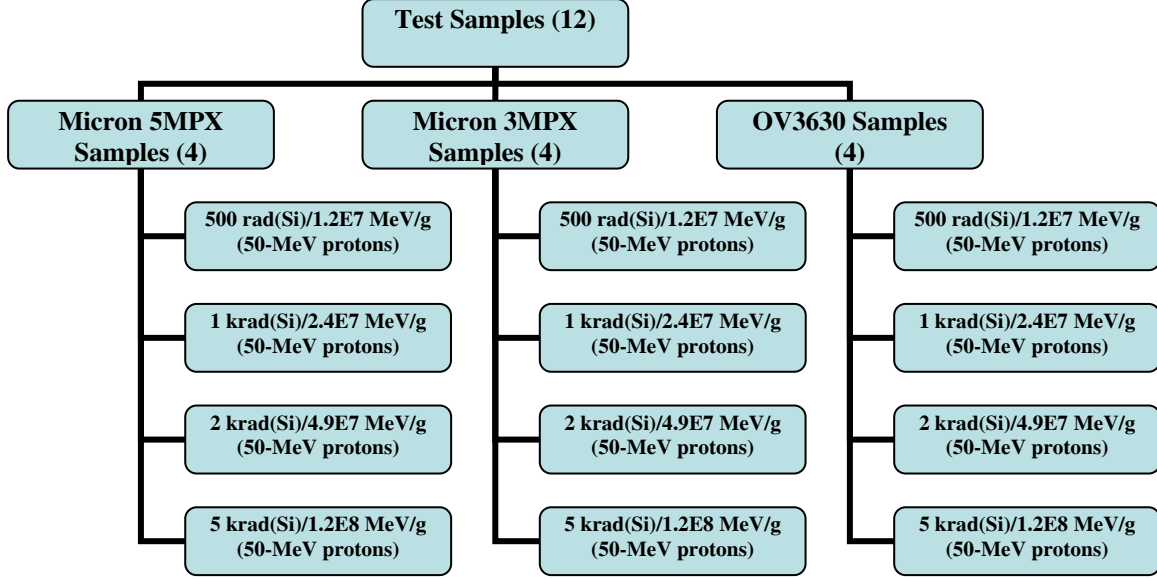 Test Samples (12)
Micron 5MPX
Samples (4)
Micron 3MPX
Samples (4)
OV3630 Samples
(4)
500 rad(Si)/1.2E7 MeV/g
(50-MeV protons)
1 krad(Si)/2.4E7 MeV/g
(50-MeV protons)
2 krad(Si)/4.9E7 MeV/g
(50-MeV protons)
5 krad(Si)/1.2E8 MeV/g
(50-MeV protons)
500 rad(Si)/1.2E7 MeV/g
(50-MeV protons)
1 krad(Si)/2.4E7 MeV/g
(50-MeV protons)
2 krad(Si)/4.9E7 MeV/g
(50-MeV protons)
5 krad(Si)/1.2E8 MeV/g
(50-MeV protons)
500 rad(Si)/1.2E7 MeV/g
(50-MeV protons)
1 krad(Si)/2.4E7 MeV/g
(50-MeV protons)
2 krad(Si)/4.9E7 MeV/g
(50-MeV protons)
5 krad(Si)/1.2E8 MeV/g
(50-MeV protons)